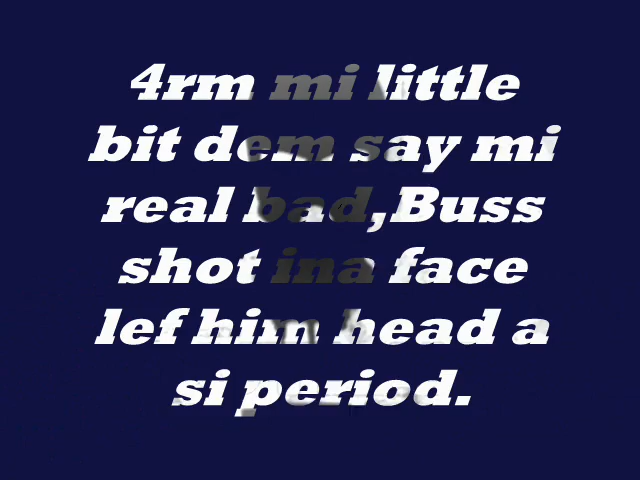 4rm mi little
bit dem say mi
real bad,Buss
shot ina face
lef him head a
si period.